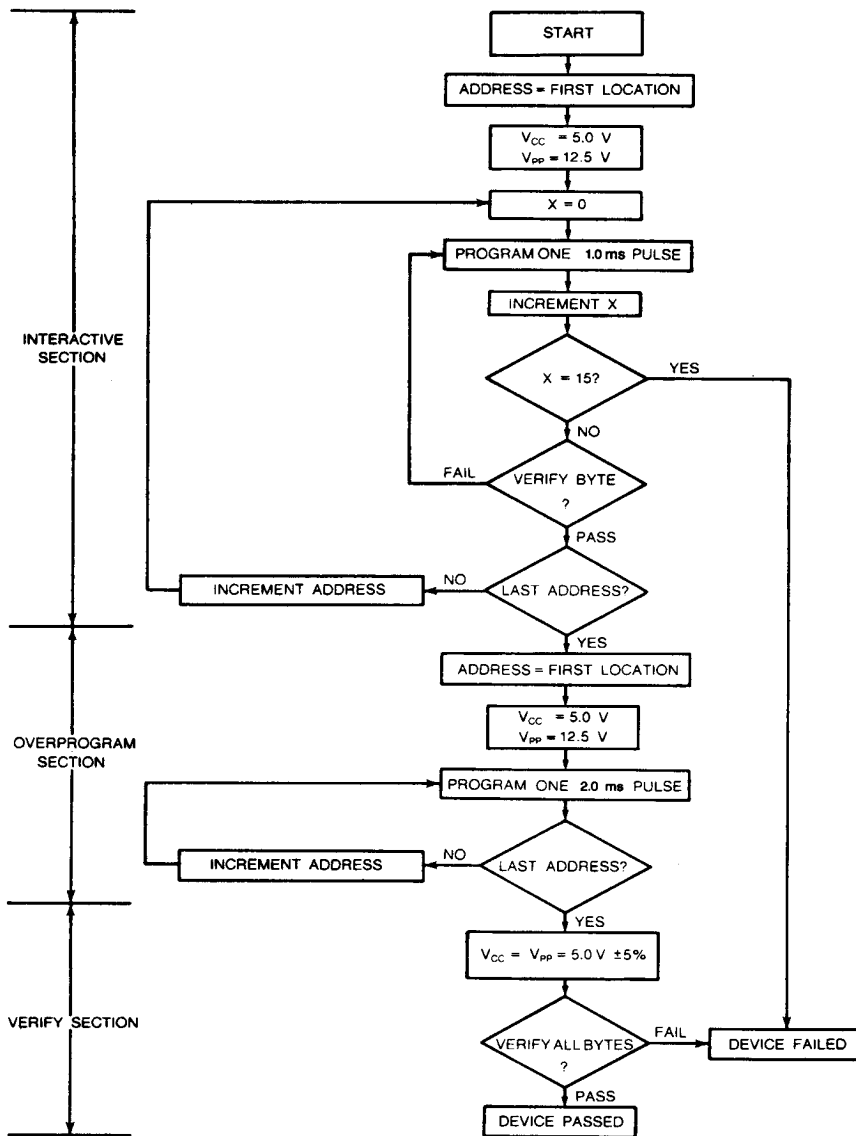 START
ADDRESS = FIRST LOCATION
VCC = 5.0 V
VPP = 12.5 V
X = 0
PROGRAM ONE 1.0 ms PULSE
INCREMENT X
INTERACTIVE
SECTION
X = 15?
YES
NO
FAIL
VERIFY BYTE
?
PASS
INCREMENT ADDRESS
NO
LAST ADDRESS?
YES
ADDRESS = FIRST LOCATION
VCC = 5.0 V
VPP = 12.5 V
OVERPROGRAM
SECTION
PROGRAM ONE 2.0 ms PULSE
INCREMENT ADDRESS
NO
LAST ADDRESS?
YES
VCC = VPP = 5.0 V ±5%
VERIFY SECTION
VERIFY ALL BYTES
?
FAIL
DEVICE FAILED
PASS
DEVICE PASSED